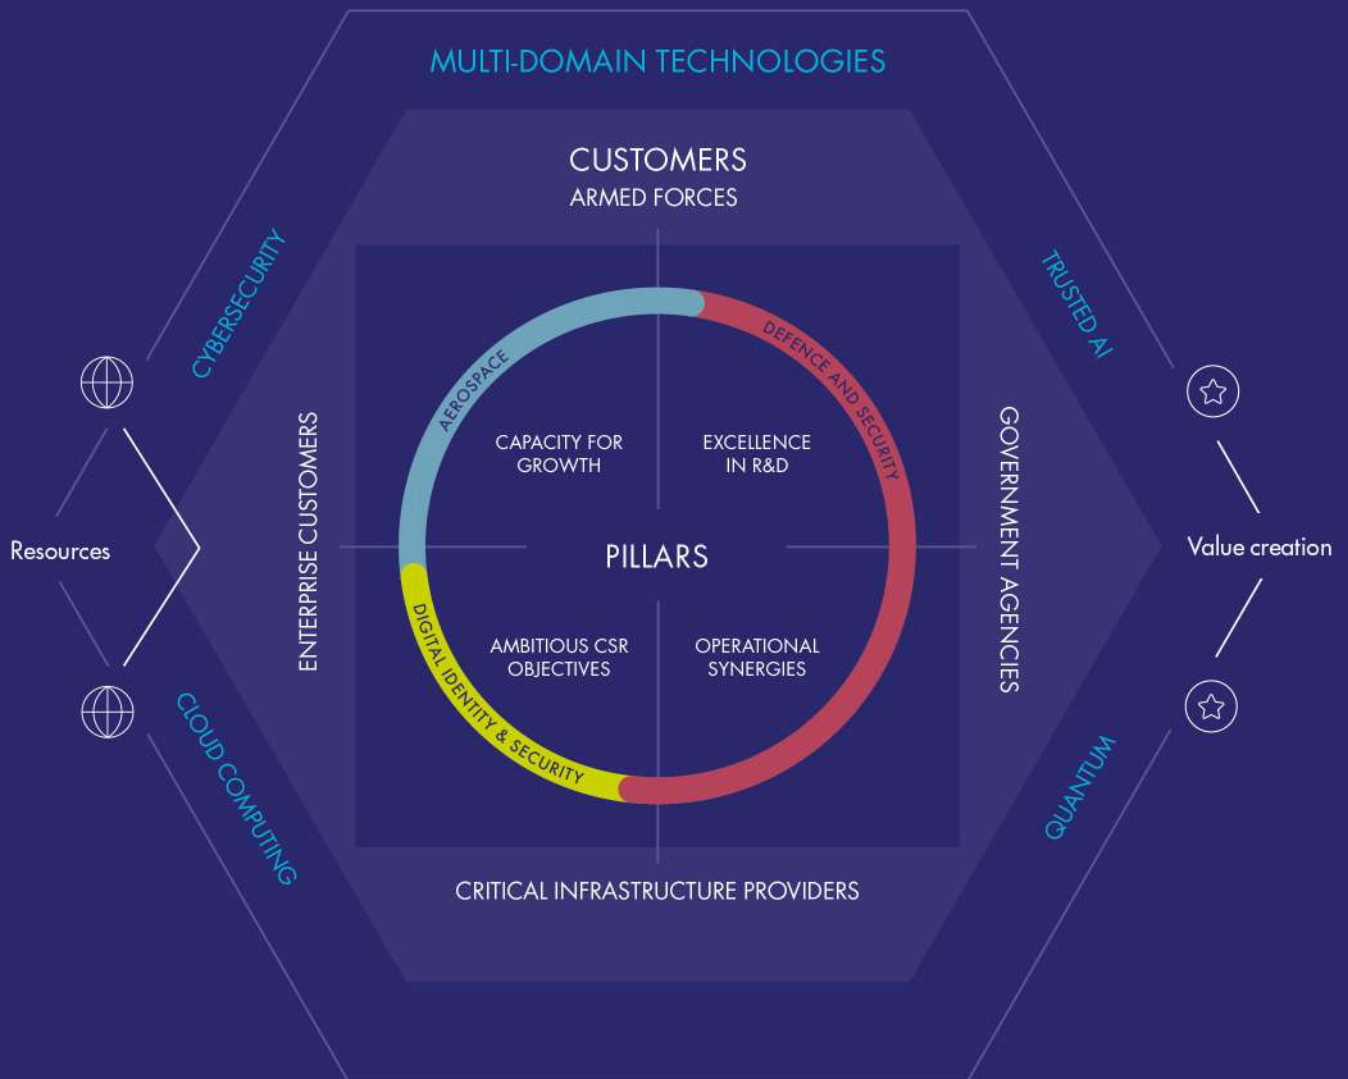 MULTI-DOMAIN TECHNOLOGIES
CUSTOMERS
ARMED FORCES
CYBERSECURITY
TRUSTED AI
AEROSPACE
DEFENCE AND SECURITY
CAPACITY FOR
GROWTH
EXCELLENCE
IN R&D
ENTERPRISE CUSTOMERS
GOVERNMENT AGENCIES
Resources
PILLARS
Value creation
DIGITAL IDENTITY & SECURITY
AMBITIOUS CSR
OBJECTIVES
OPERATIONAL
SYNERGIES
CLOUD COMPUTING
QUANTUM
CRITICAL INFRASTRUCTURE PROVIDERS